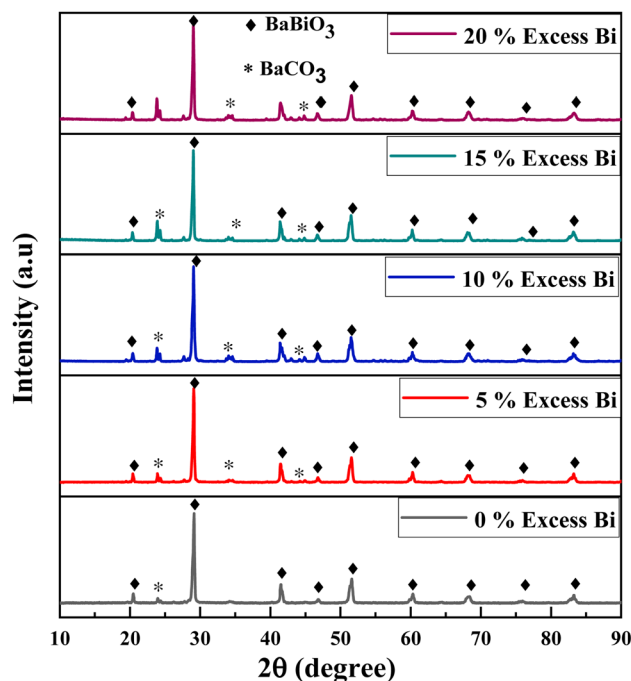 ◆ BaBiO3
* BaCO3
20 % Excess Bi
15 % Excess Bi
10 % Excess Bi
5 % Excess Bi
0 % Excess Bi
Intensity (a.u)
10 20 30 40 50 60 70 80 90
2θ (degree)